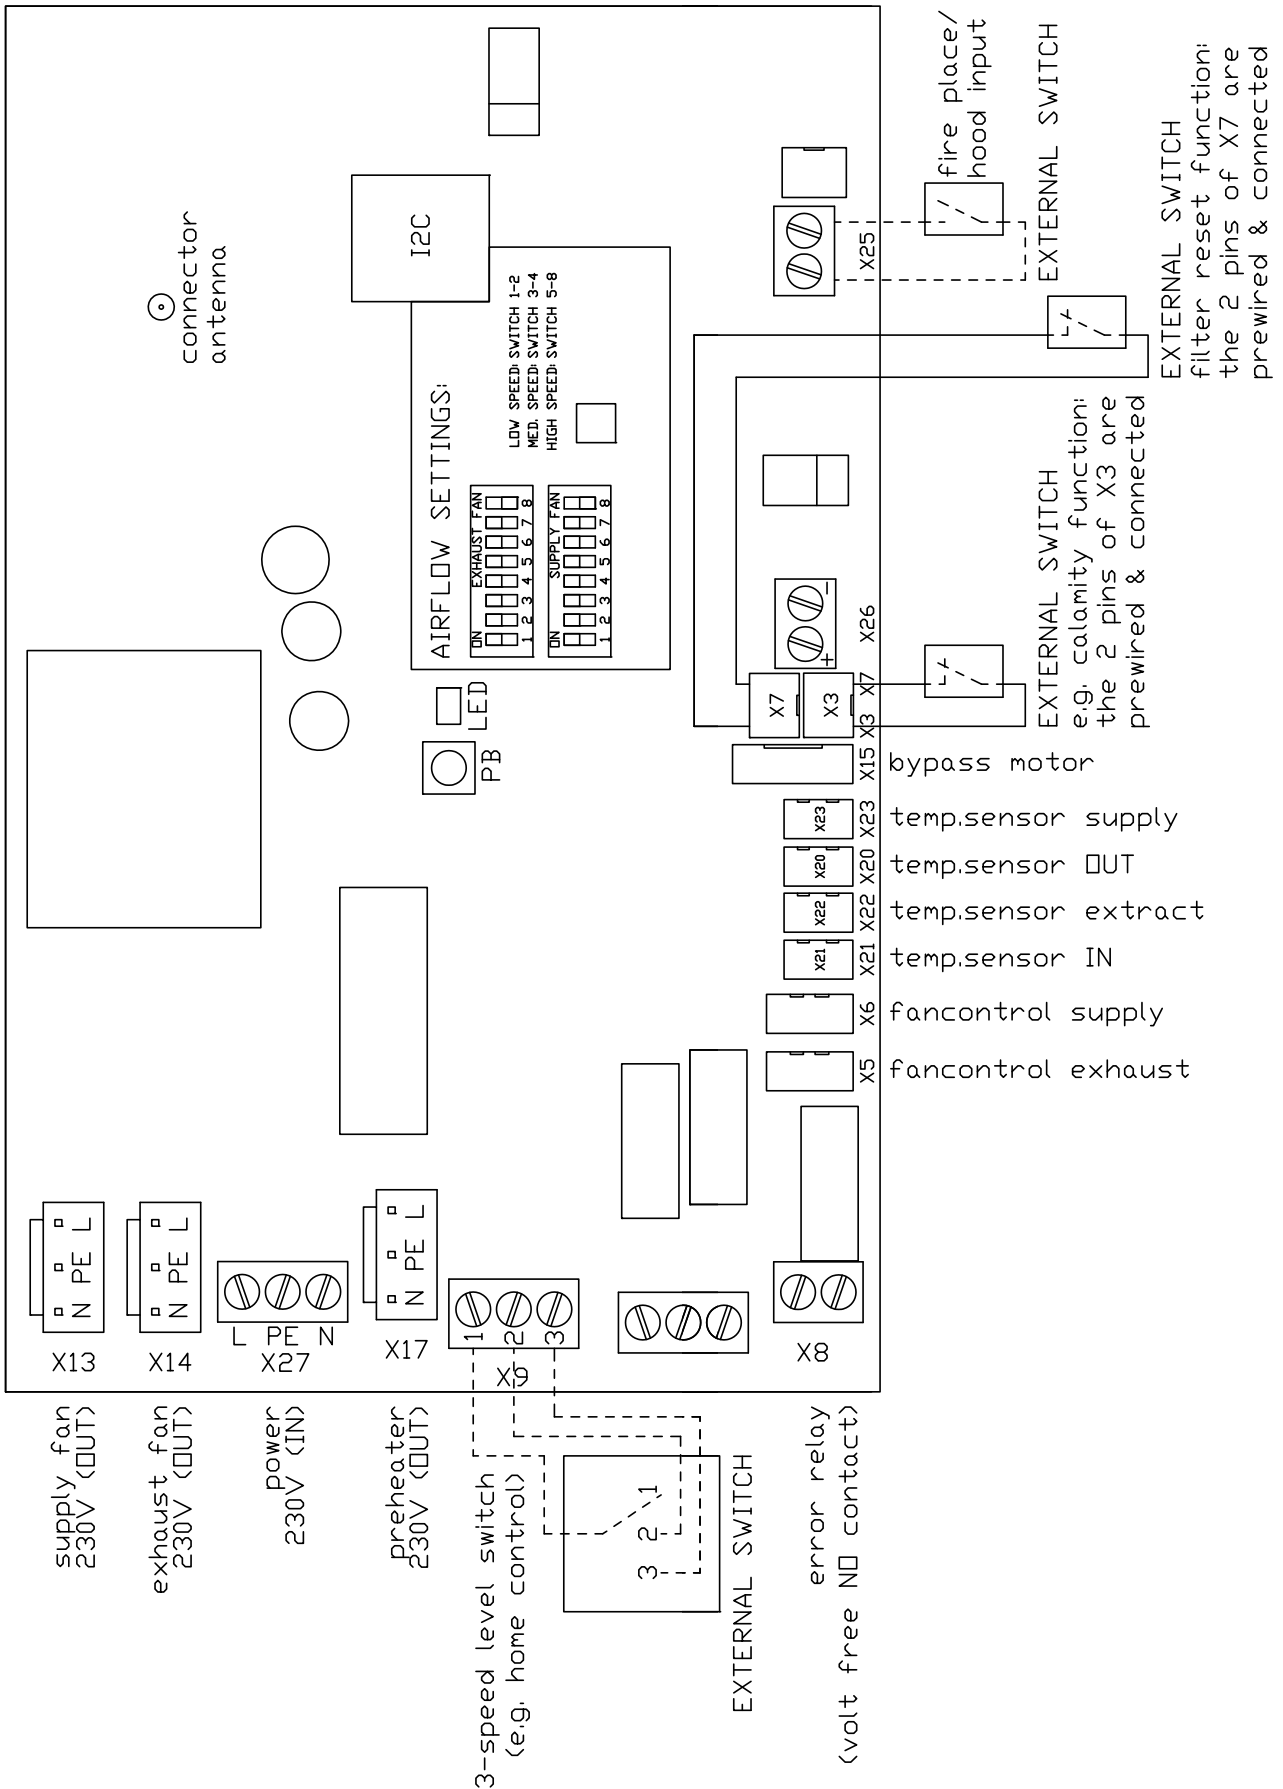 connector
antenna
I2C
fire place/
hood input
EXTERNAL SWITCH
X25
EXTERNAL SWITCH
filter reset function:
the 2 pins of X7 are
prewired & connected
AIRFLOW SETTINGS:
LOW SPEED: SWITCH 1-2
MED. SPEED: SWITCH 3-4
HIGH SPEED: SWITCH 5-8
ON EXHAUST FAN
1 2 3 4 5 6 7 8
ON SUPPLY FAN
1 2 3 4 5 6 7 8
LED
PB
+ -
X26
X7
X3
X3 X7
EXTERNAL SWITCH
e.g. calamity function:
the 2 pins of X3 are
prewired & connected
X15 bypass motor
X23
X23 temp.sensor supply
X20
X20 temp.sensor OUT
X22
X22 temp.sensor extract
X21
X21 temp.sensor IN
X6 fancontrol supply
X5 fancontrol exhaust
N PE L
X13
supply fan
230V (OUT)
N PE L
X14
exhaust fan
230V (OUT)
L PE N
X27
power
230V (IN)
N PE L
X17
preheater
230V (OUT)
1
2
3
X9
3-speed level switch
(e.g. home control)
3 2 1
EXTERNAL SWITCH
X8
error relay
(volt free NO contact)